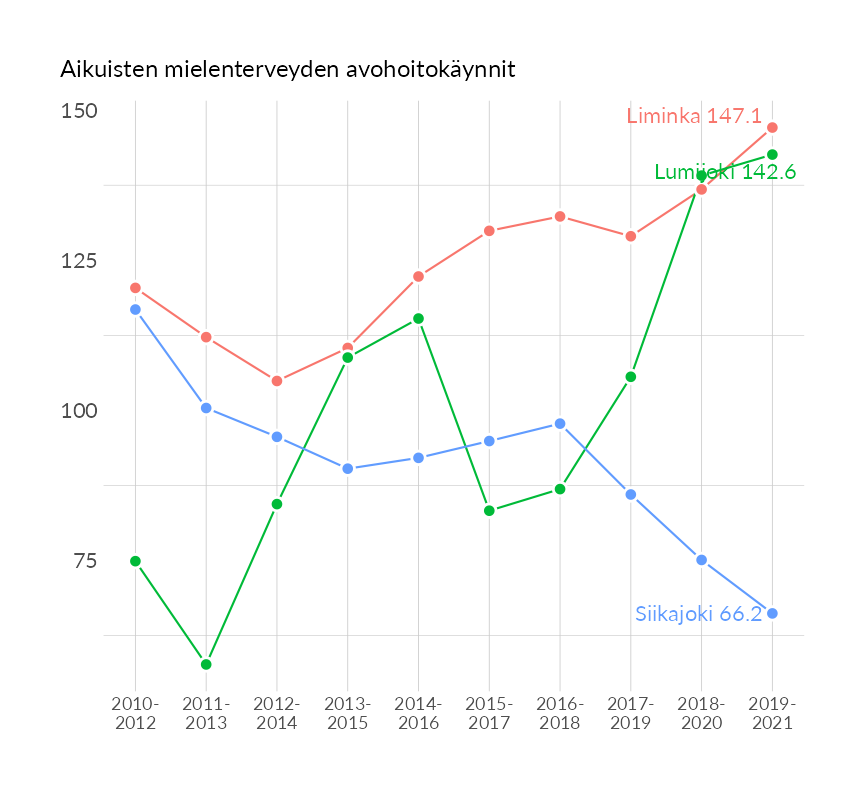 Aikuisten mielenterveyden avohoitokäynnit
150
Liminka 147.1
Lumijoki 142.6
125
100
75
Siikajoki 66.2
2010- 2011- 2012- 2013- 2014- 2015- 2016- 2017- 2018- 2019-
2012 2013 2014 2015 2016 2017 2018 2019 2020 2021